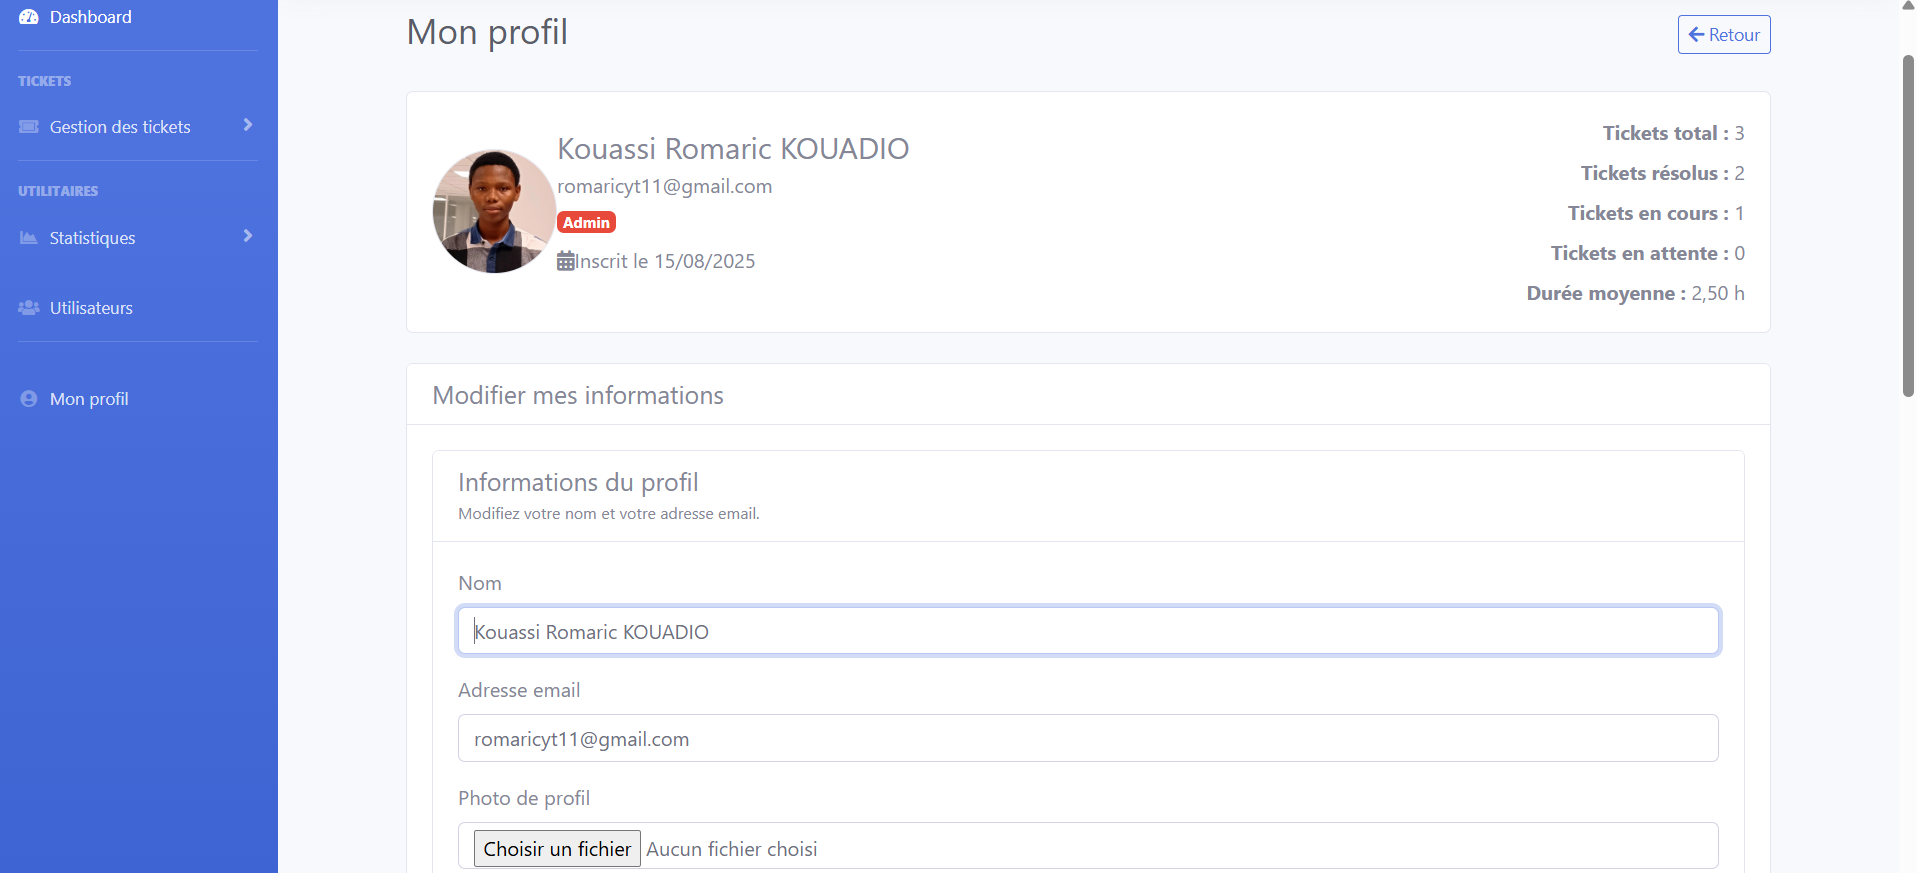 Dashboard
TICKETS
Gestion des tickets
UTILITAIRES
Statistiques
Utilisateurs
Mon profil
Mon profil
Retour
Kouassi Romaric KOUADIO
romaricyt11@gmail.com
Admin
Inscrit le 15/08/2025
Tickets total : 3
Tickets résolus : 2
Tickets en cours : 1
Tickets en attente : 0
Durée moyenne : 2,50 h
Modifier mes informations
Informations du profil
Modifiez votre nom et votre adresse email.
Nom
Kouassi Romaric KOUADIO
Adresse email
romaricyt11@gmail.com
Photo de profil
Choisir un fichier Aucun fichier choisi